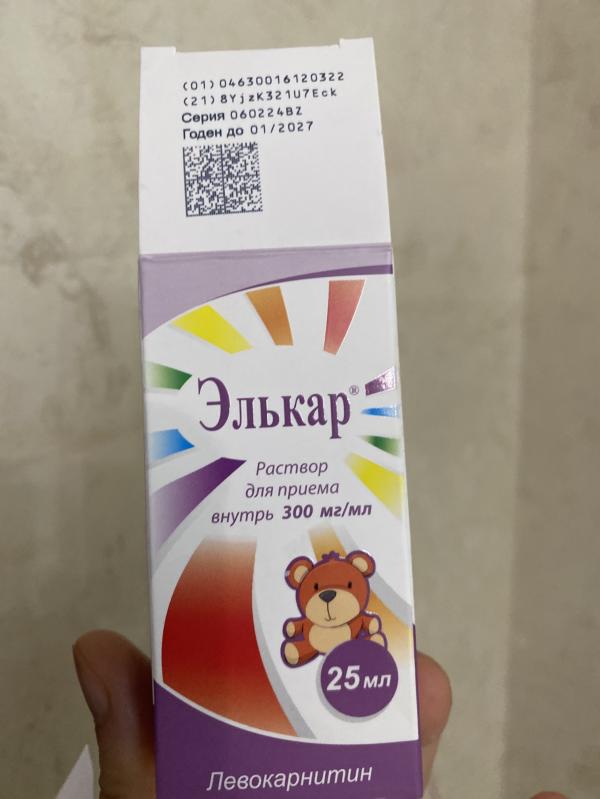 (01)04630016120322
(21)8YjzK321U7Eck
Серия 060224BZ
Годен до 01/2027
Элькар®
Раствор
для приема
внутрь 300 мг/мл
25 мл
Левокарнитин